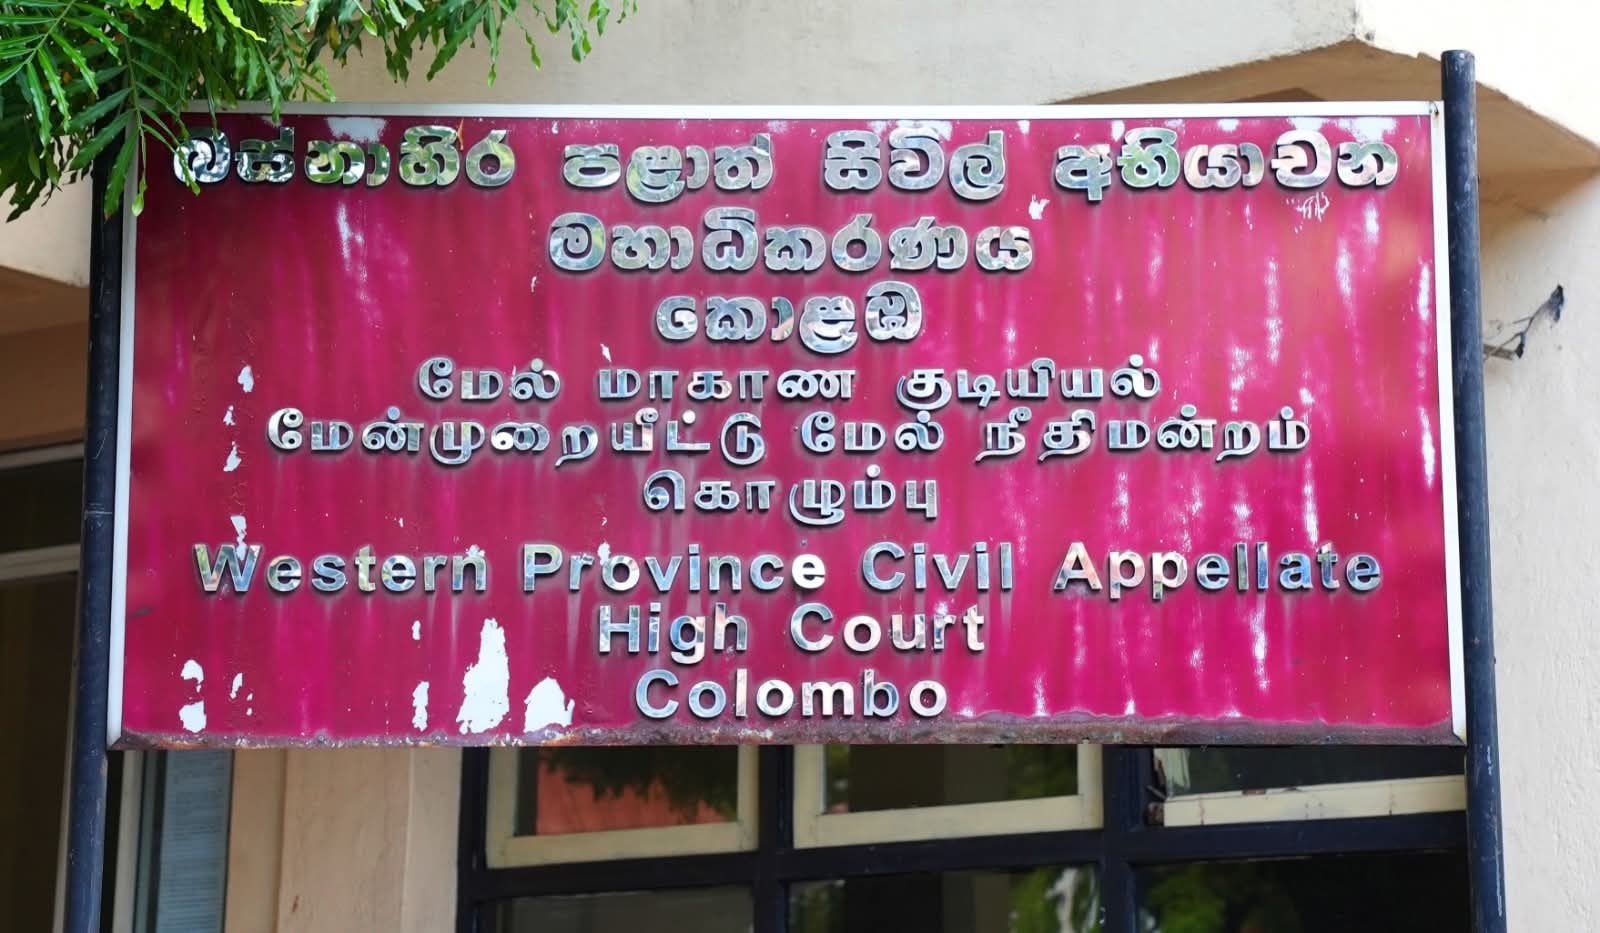 බස්නාහිර පළාත් සිවිල් අභියාචන
මහාධිකරණය
කොළඹ
மேல் மாகாண குடியியல்
மேன்முறையீட்டு மேல் நீதிமன்றம்
கொழும்பு
Western Province Civil Appellate
High Court
Colombo